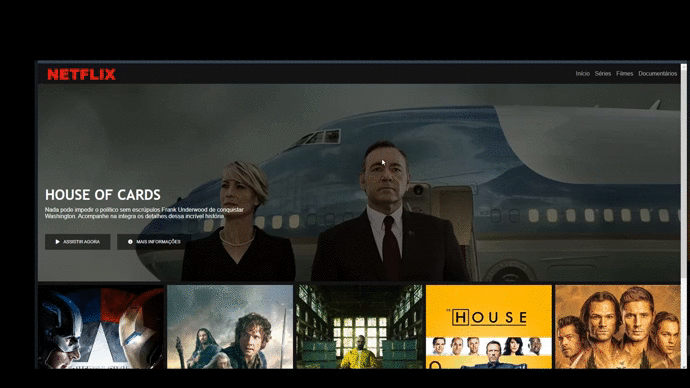 NETFLIX
Início Séries Filmes Documentários
HOUSE OF CARDS
Nada pode impedir o político sem escrúpulos Frank Underwood de conquistar
Washington. Acompanhe na íntegra os detalhes dessa incrível história.
ASSISTIR AGORA MAIS INFORMAÇÕES
HOUSE